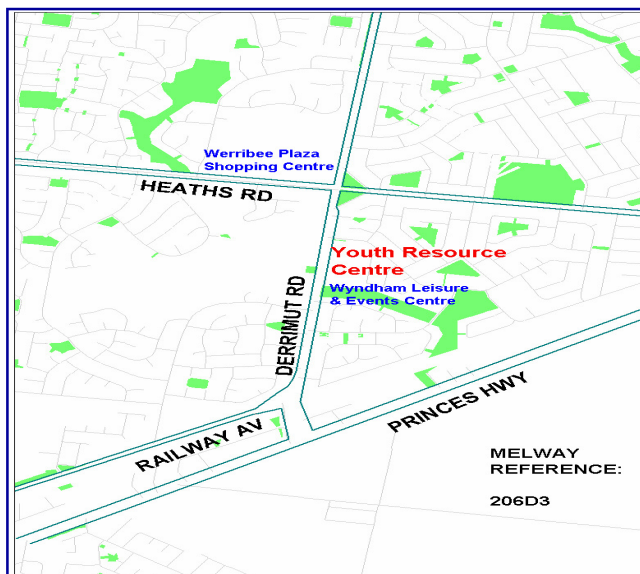 Werribee Plaza
Shopping Centre
HEATHS RD
Youth Resource
Centre
Wyndham Leisure
& Events Centre
DERRIMUT RD
PRINCES HWY
RAILWAY AV
MELWAY
REFERENCE:
206D3